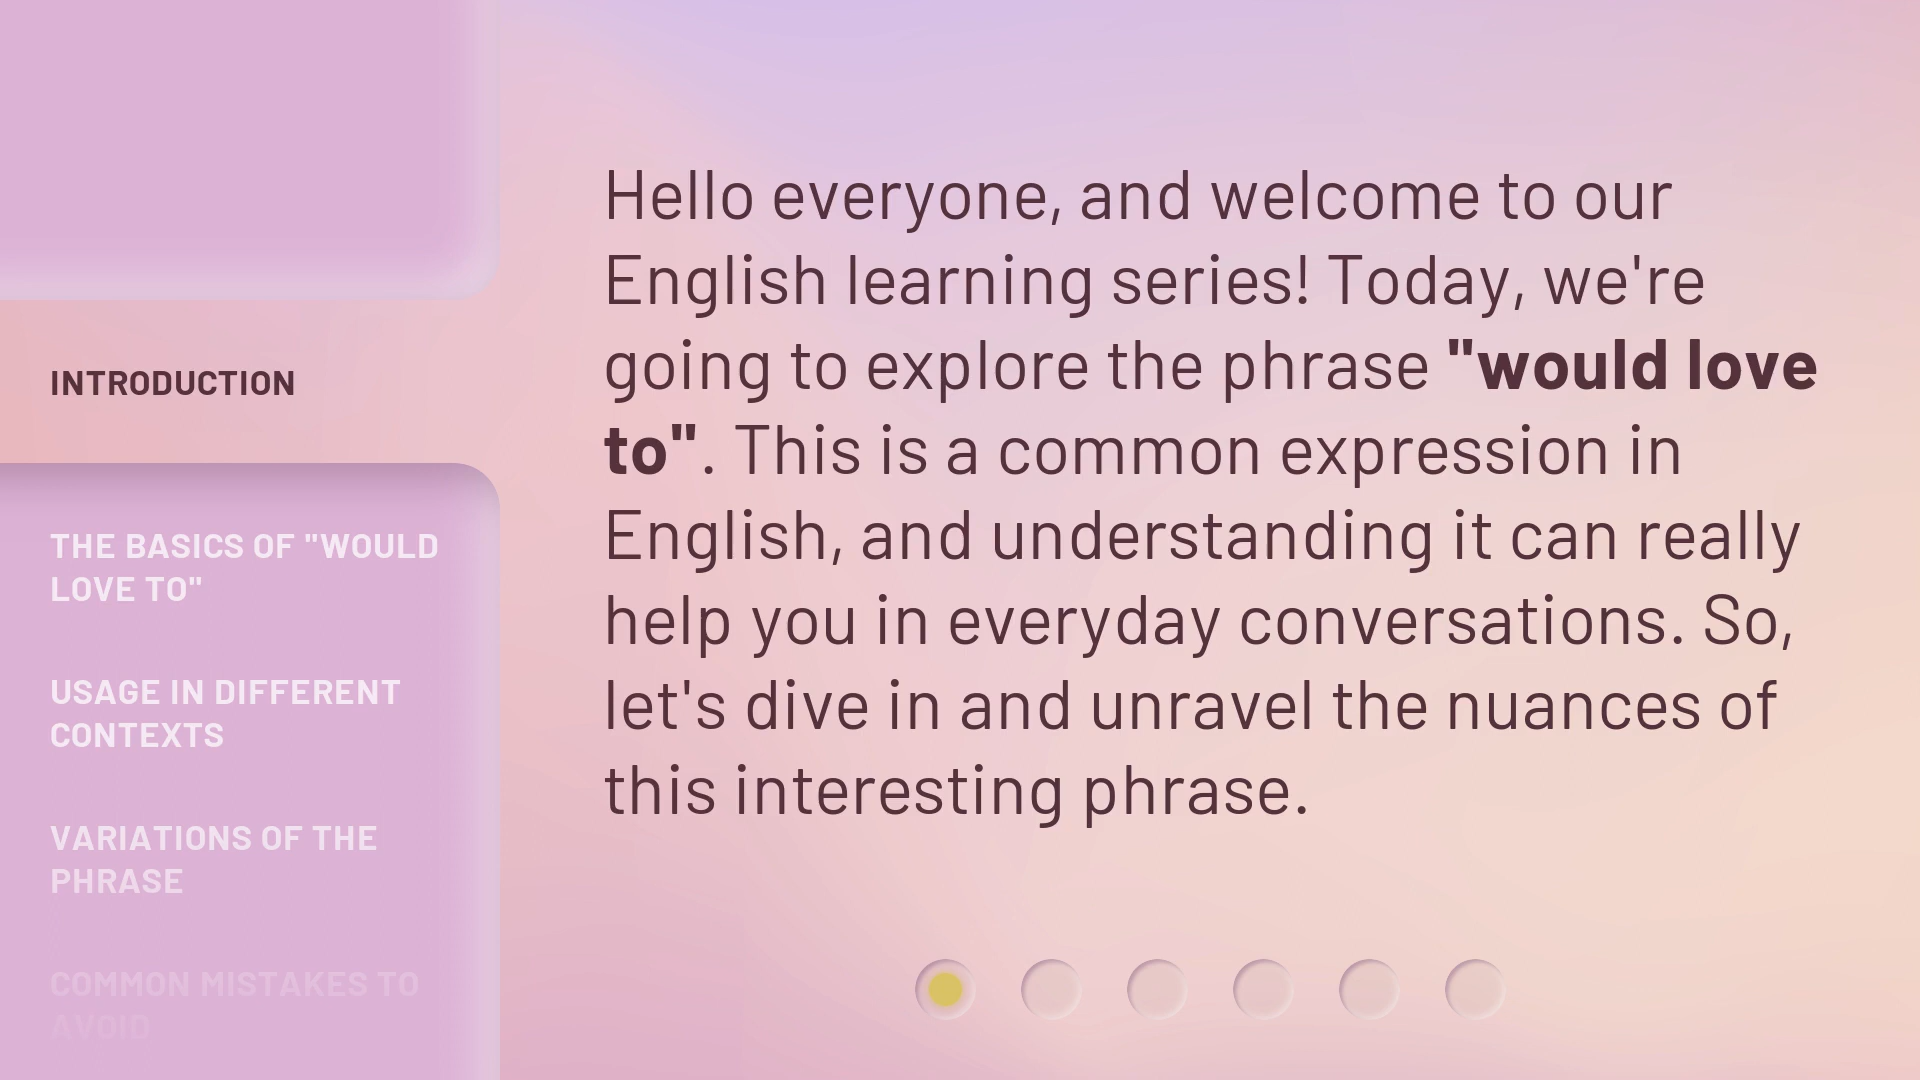 INTRODUCTION
THE BASICS OF "WOULD
LOVE TO"
USAGE IN DIFFERENT
CONTEXTS
VARIATIONS OF THE
PHRASE
COMMON MISTAKES TO
AVOID
Hello everyone, and welcome to our
English learning series! Today, we're
going to explore the phrase "would love
to". This is a common expression in
English, and understanding it can really
help you in everyday conversations. So,
let's dive in and unravel the nuances of
this interesting phrase.